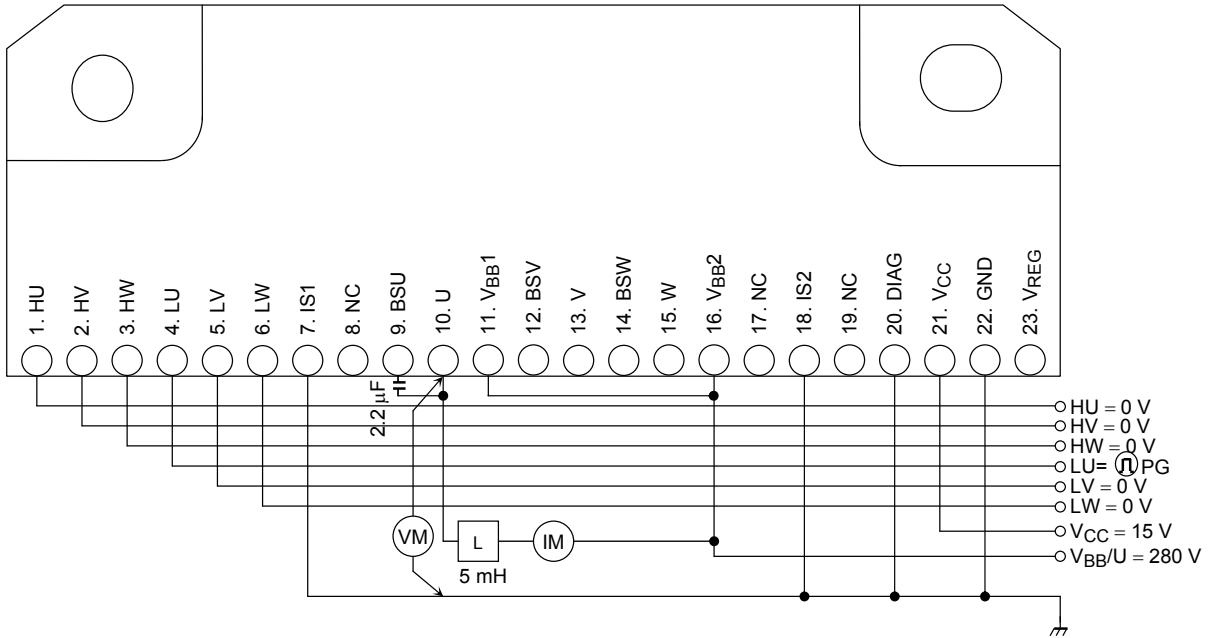 1. HU
2. HV
3. HW
4. LU
5. LV
6. LW
7. IS1
8. NC
9. BSU
10. U
11. VBB1
12. BSV
13. V
14. BSW
15. W
16. VBB2
17. NC
18. IS2
19. NC
20. DIAG
21. VCC
22. GND
23. VREG
2.2 μF
HU = 0 V
HV = 0 V
HW = 0 V
LU= PG
LV = 0 V
LW = 0 V
VCC = 15 V
VBB/U = 280 V
VM
L
IM
5 mH